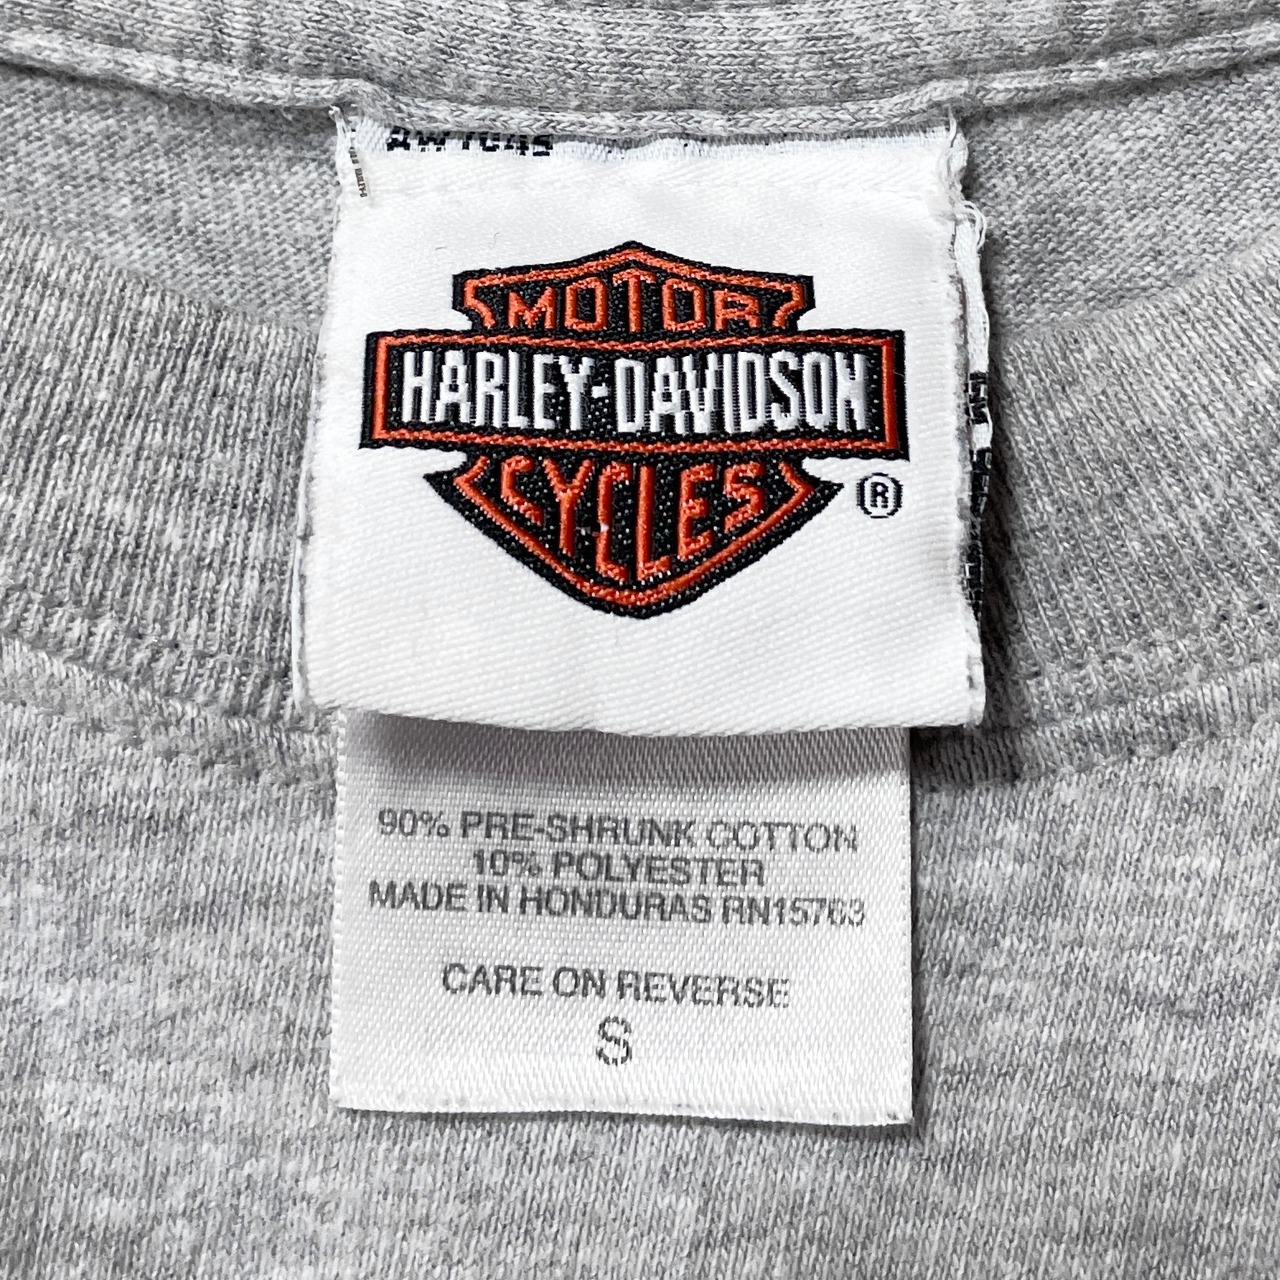 MOTOR
HARLEY-DAVIDSON
CYCLES
®
90% PRE-SHRUNK COTTON
10% POLYESTER
MADE IN HONDURAS RN15763
CARE ON REVERSE
S